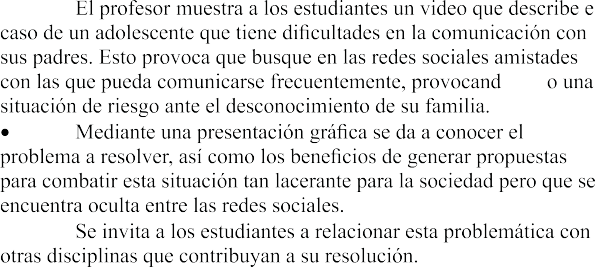 El profesor muestra a los estudiantes un video que describe e
caso de un adolescente que tiene dificultades en la comunicación con
sus padres. Esto provoca que busque en las redes sociales amistades
con las que pueda comunicarse frecuentemente, provocand o una
situación de riesgo ante el desconocimiento de su familia.
• Mediante una presentación gráfica se da a conocer el
problema a resolver, así como los beneficios de generar propuestas
para combatir esta situación tan lacerante para la sociedad pero que se
encuentra oculta entre las redes sociales.
Se invita a los estudiantes a relacionar esta problemática con
otras disciplinas que contribuyan a su resolución.